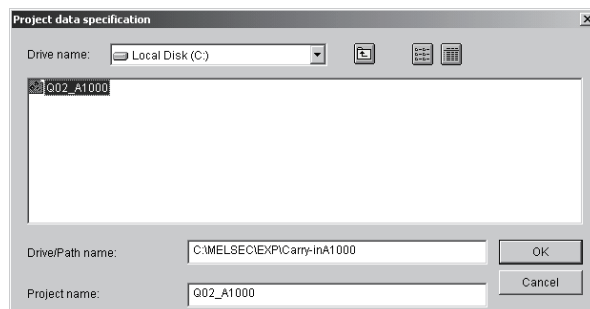 Project data specification
Drive name: Local Disk (C:)
Q02_A1000
Drive/Path name: C:\MELSEC\EXP\Carry-inA1000
OK
Cancel
Project name: Q02_A1000